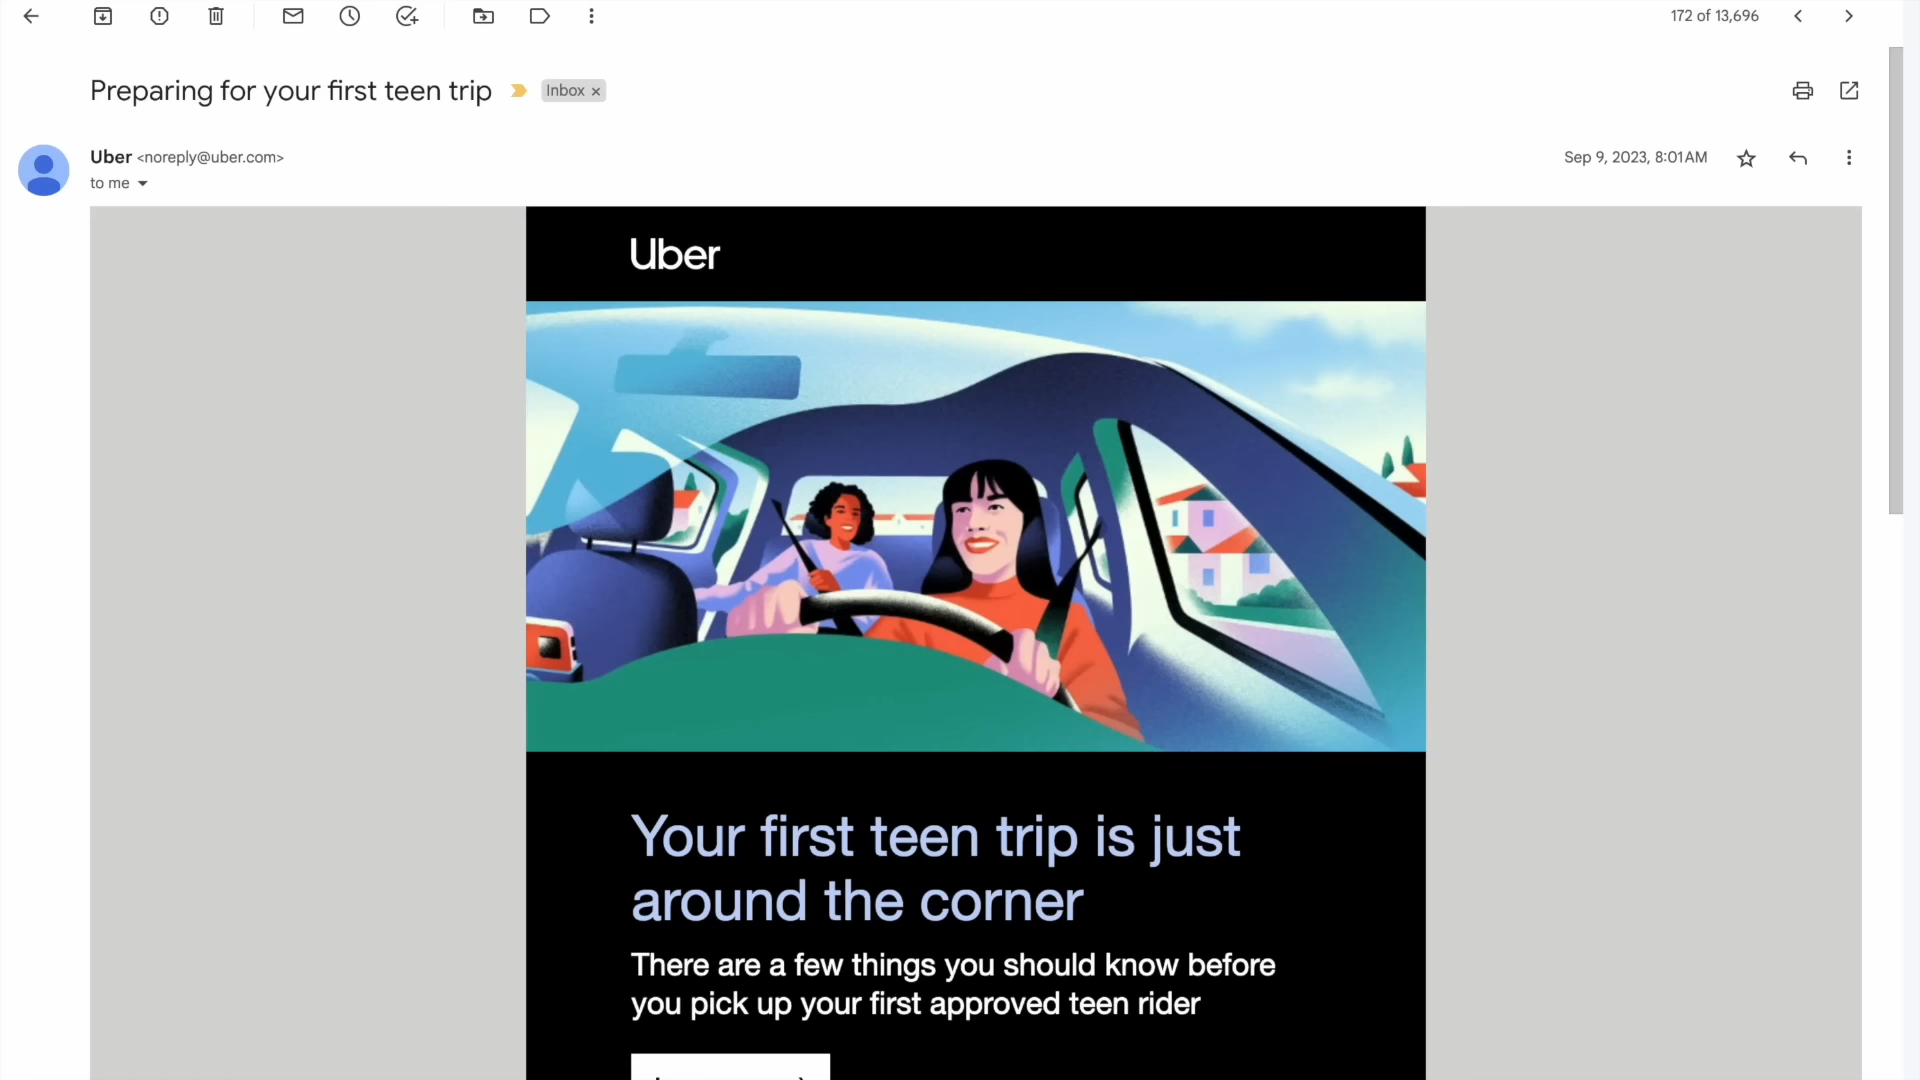 172 of 13,696
Preparing for your first teen trip
Inbox ×
Uber <noreply@uber.com>
Sep 9, 2023, 8:01 AM
to me
Uber
Your first teen trip is just
around the corner
There are a few things you should know before
you pick up your first approved teen rider